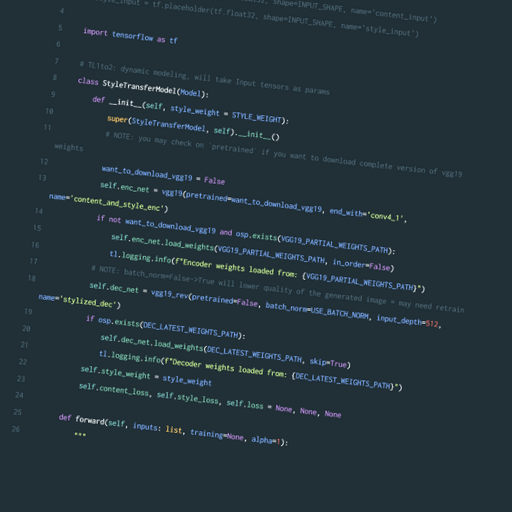 4 style_input = tf.placeholder(tf.float32, shape=INPUT_SHAPE, name='style_input')
shape=INPUT_SHAPE, name='content_input')
5
6 import tensorflow as tf
7
8 # TL1to2: dynamic modeling, will take Input tensors as params
9 class StyleTransferModel(Model):
10 def __init__(self, style_weight = STYLE_WEIGHT):
11 super(StyleTransferModel, self).__init__()
# NOTE: you may check on `pretrained` if you want to download complete version of vgg19
weights
12 want_to_download_vgg19 = False
13 self.enc_net = vgg19(pretrained=want_to_download_vgg19, end_with='conv4_1',
name='content_and_style_enc')
14 if not want_to_download_vgg19 and osp.exists(VGG19_PARTIAL_WEIGHTS_PATH):
15 self.enc_net.load_weights(VGG19_PARTIAL_WEIGHTS_PATH, in_order=False)
16 tl.logging.info(f"Encoder weights loaded from: {VGG19_PARTIAL_WEIGHTS_PATH}")
17 # NOTE: batch_norm=False->True will lower quality of the generated image = may need retrain
18 self.dec_net = vgg19_rev(pretrained=False, batch_norm=USE_BATCH_NORM, input_depth=512,
name='stylized_dec')
19 if osp.exists(DEC_LATEST_WEIGHTS_PATH):
20 self.dec_net.load_weights(DEC_LATEST_WEIGHTS_PATH, skip=True)
21 tl.logging.info(f"Decoder weights loaded from: {DEC_LATEST_WEIGHTS_PATH}")
22 self.style_weight = style_weight
23 self.content_loss, self.style_loss, self.loss = None, None, None
24
25 def forward(self, inputs: list, training=None, alpha=1):
26 """